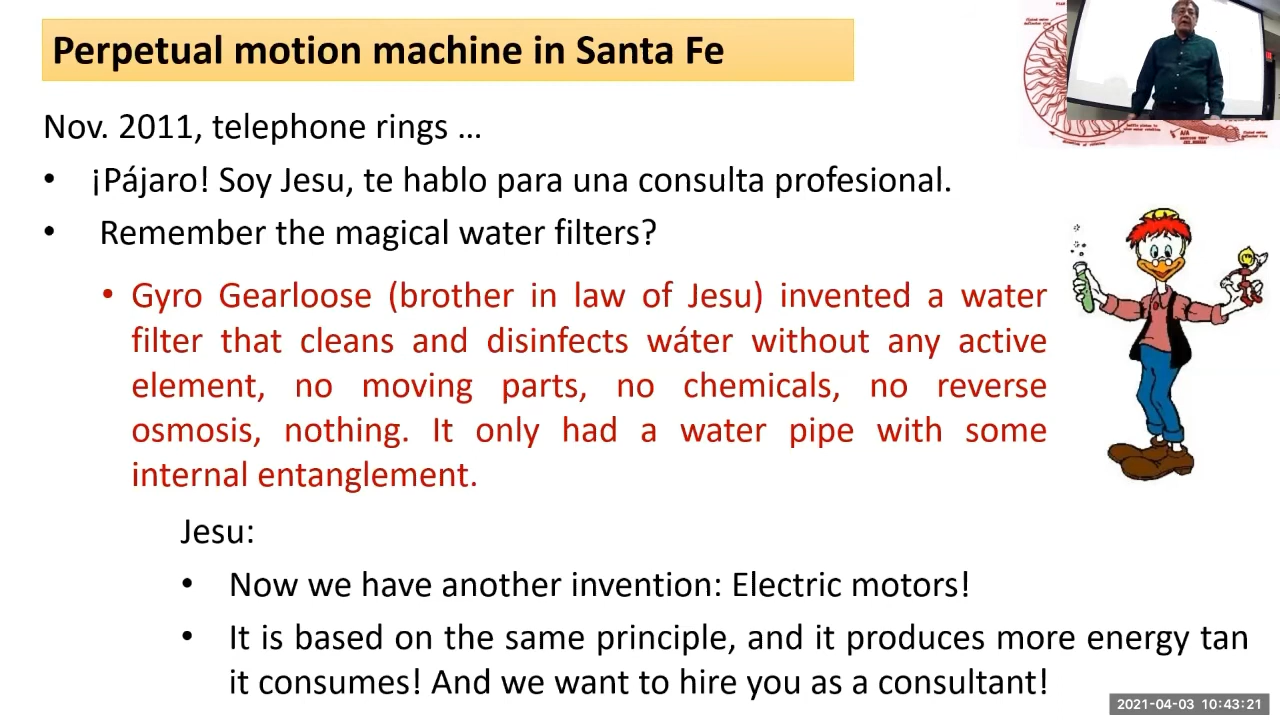 Perpetual motion machine in Santa Fe
Nov. 2011, telephone rings …
• ¡Pájaro! Soy Jesu, te hablo para una consulta profesional.
• Remember the magical water filters?
• Gyro Gearloose (brother in law of Jesu) invented a water
filter that cleans and disinfects wáter without any active
element, no moving parts, no chemicals, no reverse
osmosis, nothing. It only had a water pipe with some
internal entanglement.
Jesu:
• Now we have another invention: Electric motors!
• It is based on the same principle, and it produces more energy tan
it consumes! And we want to hire you as a consultant!
2021-04-03 10:43:21